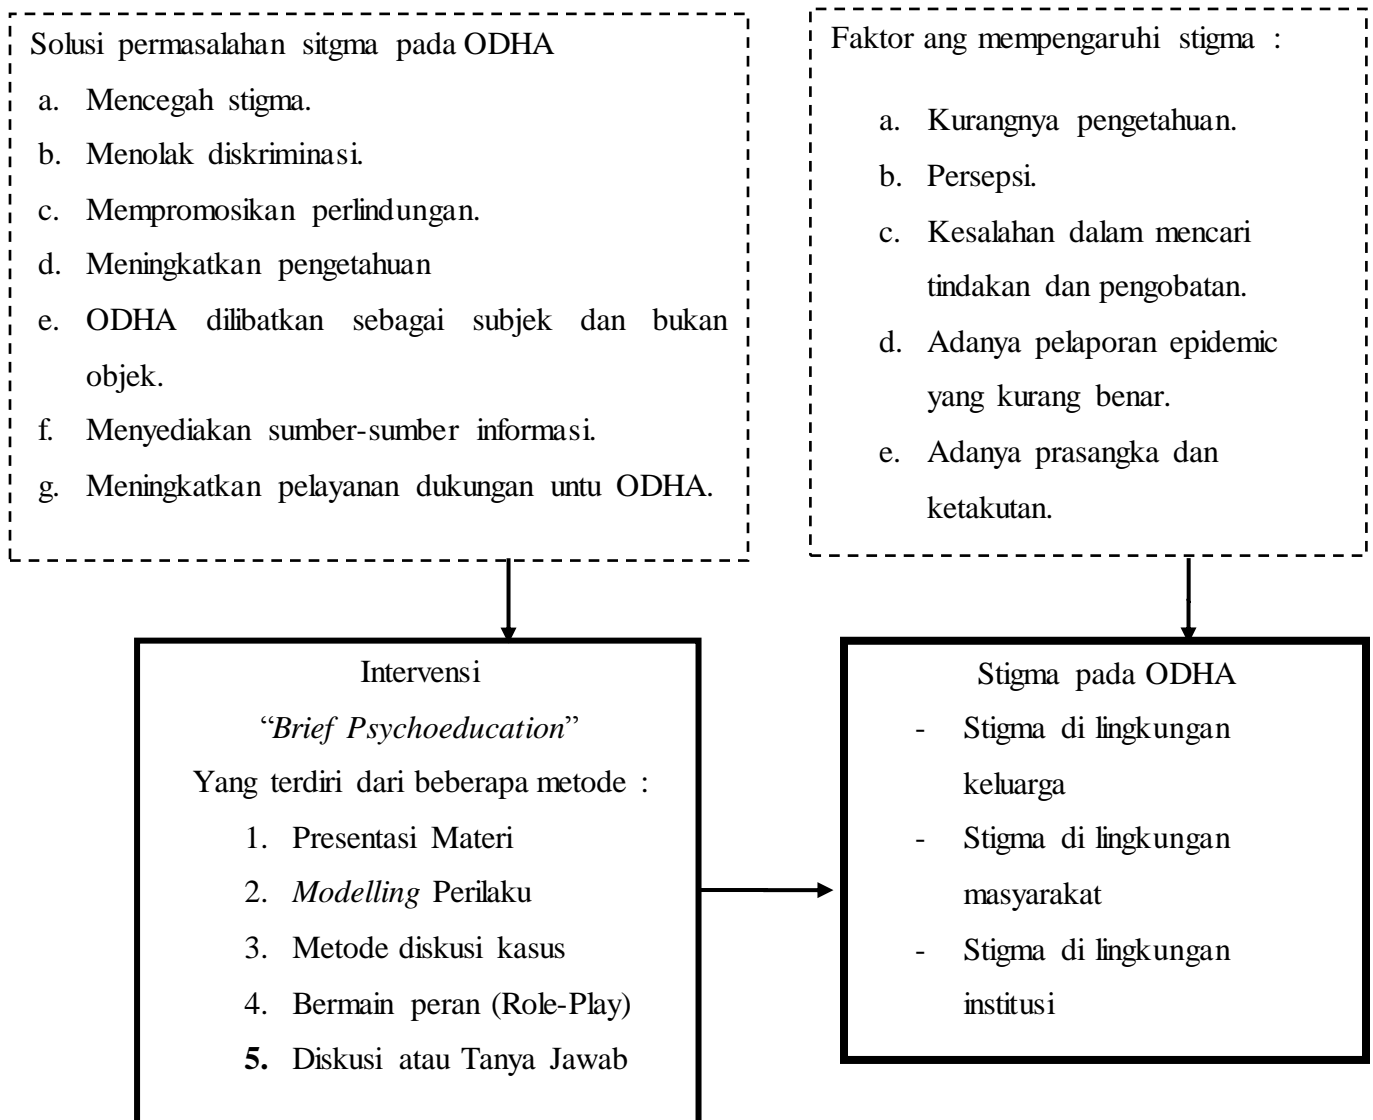 Solusi permasalahan sitgma pada ODHA
a. Mencegah stigma.
b. Menolak diskriminasi.
c. Mempromosikan perlindungan.
d. Meningkatkan pengetahuan
e. ODHA dilibatkan sebagai subjek dan bukan
objek.
f. Menyediakan sumber-sumber informasi.
g. Meningkatkan pelayanan dukungan untu ODHA.
Faktor ang mempengaruhi stigma :
a. Kurangnya pengetahuan.
b. Persepsi.
c. Kesalahan dalam mencari
tindakan dan pengobatan.
d. Adanya pelaporan epidemic
yang kurang benar.
e. Adanya prasangka dan
ketakutan.
Intervensi
“Brief Psychoeducation”
Yang terdiri dari beberapa metode :
1. Presentasi Materi
2. Modelling Perilaku
3. Metode diskusi kasus
4. Bermain peran (Role-Play)
5. Diskusi atau Tanya Jawab
Stigma pada ODHA
- Stigma di lingkungan
keluarga
- Stigma di lingkungan
masyarakat
- Stigma di lingkungan
institusi